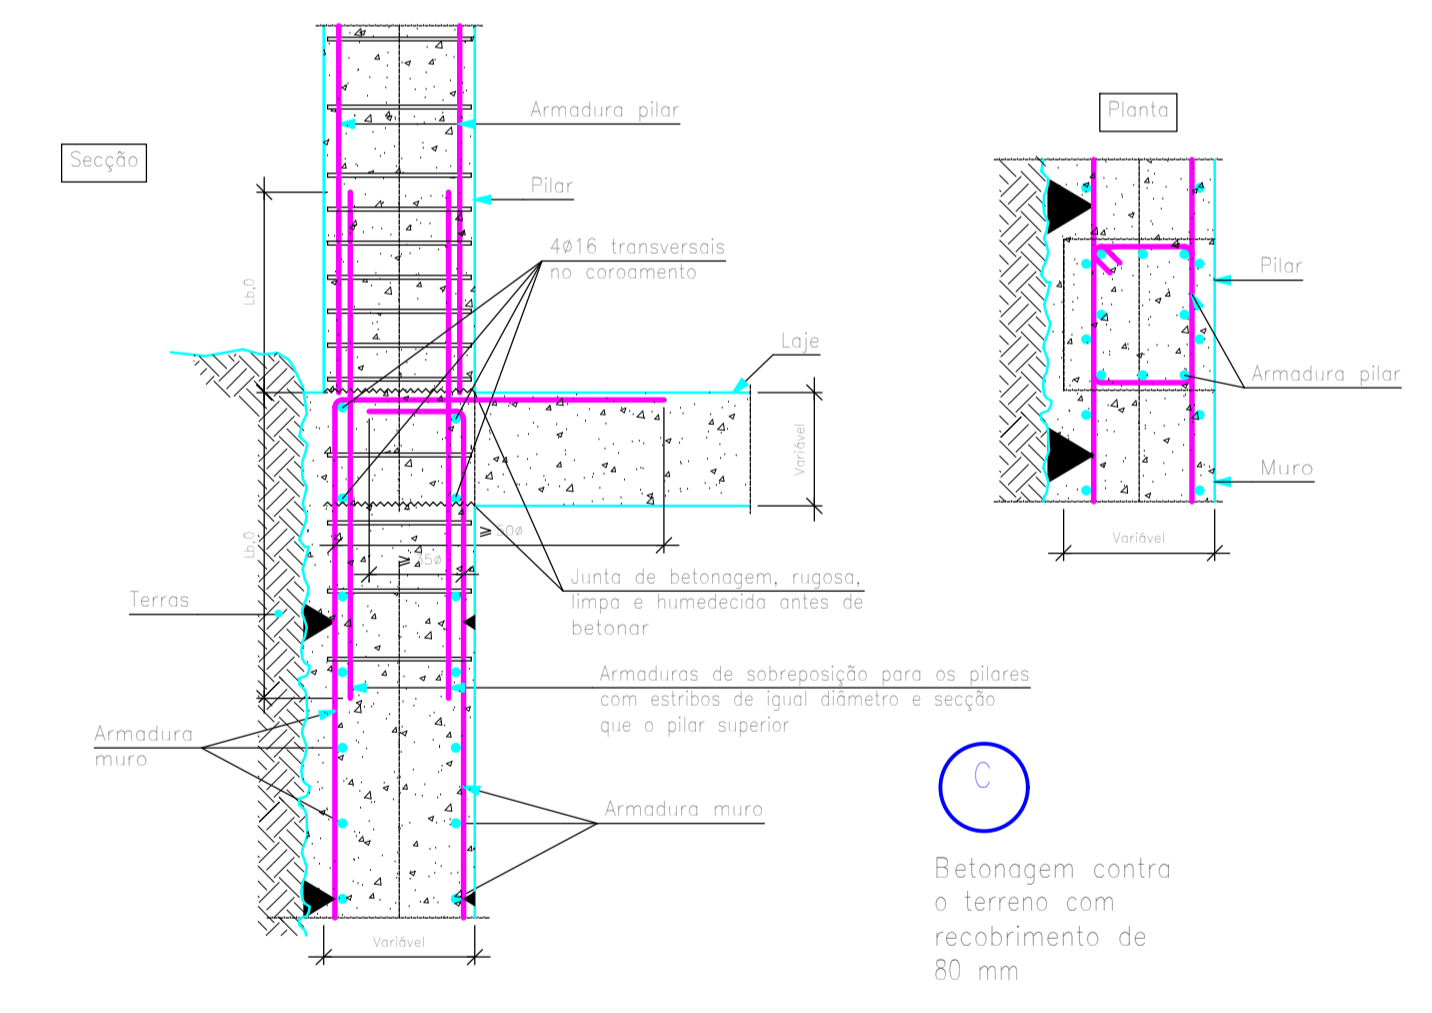 Secção
Armadura pilar
Pilar
4ø16 transversais
no coroamento
Lb,0
Laje
Variável
Lb,0
≥ 50ø
≥ 35ø
Junta de betonagem, rugosa,
limpa e humedecida antes de
betonar
Terras
Armaduras de sobreposição para os pilares
com estribos de igual diâmetro e secção
que o pilar superior
Armadura
muro
Armadura muro
Variável
Planta
Pilar
Armadura pilar
Muro
Variável
C
Betonagem contra
o terreno com
recobrimento de
80 mm